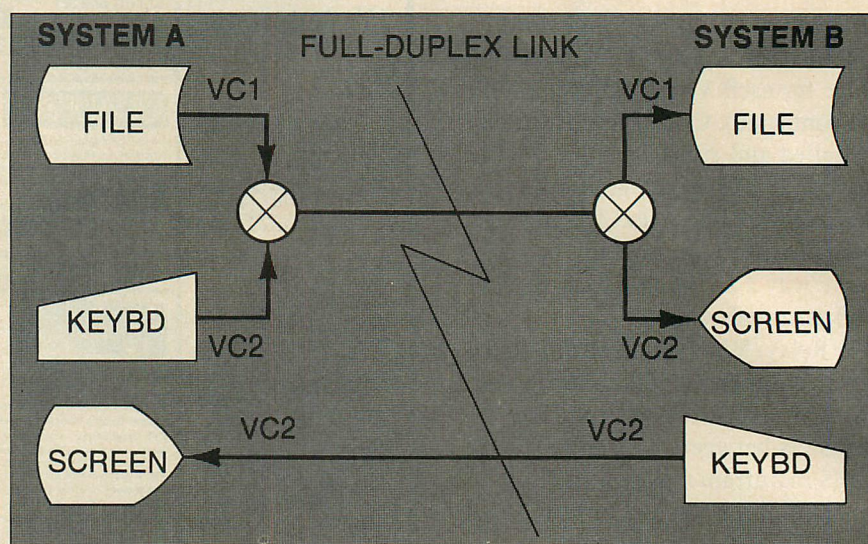 SYSTEM A
FULL-DUPLEX LINK
SYSTEM B
VC1
VC1
FILE
FILE
KEYBD
VC2
SCREEN
VC2
VC2
VC2
SCREEN
KEYBD